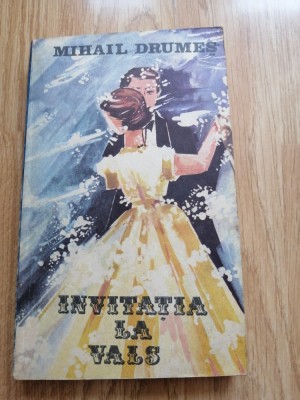 MIHAIL DRUMEȘ
INVITAȚIA
LA
VALS